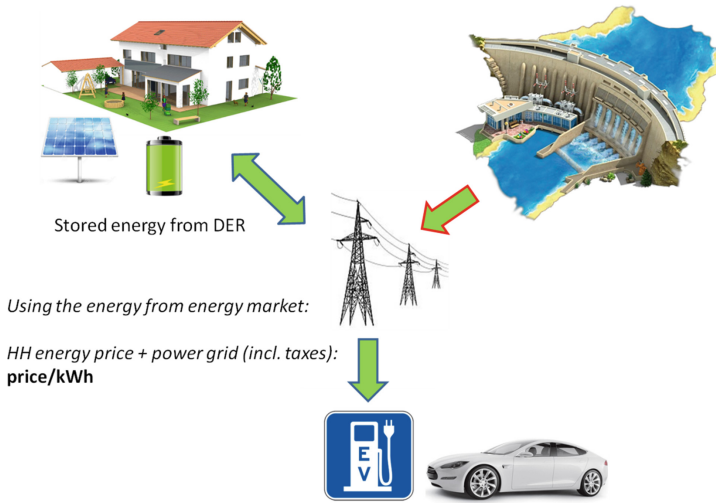 Stored energy from DER
Using the energy from energy market:
HH energy price + power grid (incl. taxes):
price/kWh
E
V